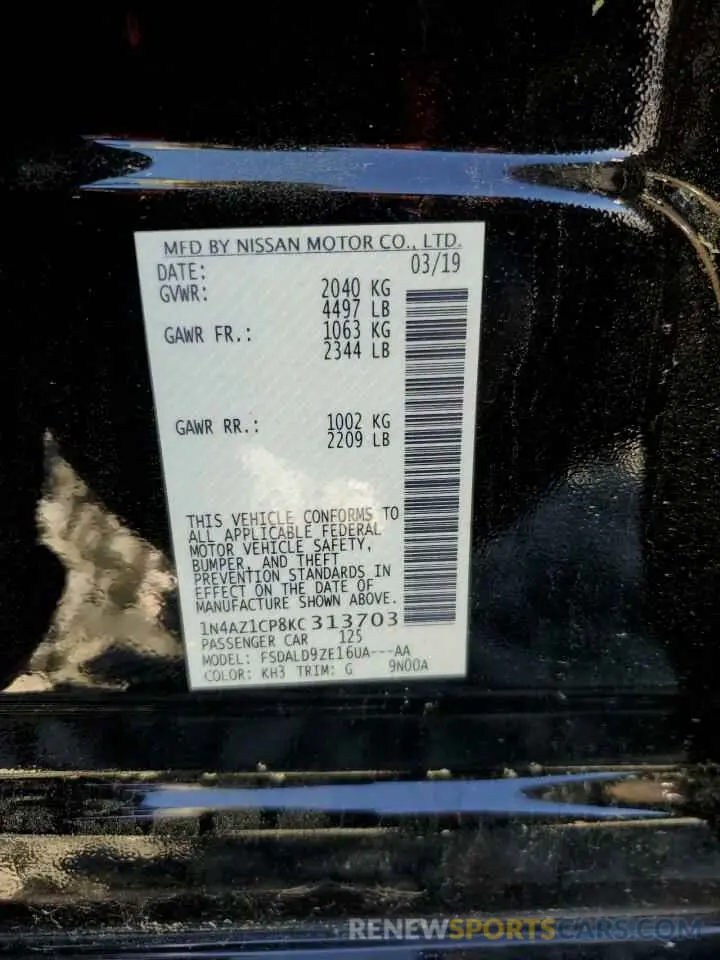 MFD BY NISSAN MOTOR CO., LTD.
DATE: 03/19
GVWR: 2040 KG
4497 LB
GAWR FR.: 1063 KG
2344 LB
GAWR RR.: 1002 KG
2209 LB
THIS VEHICLE CONFORMS TO
ALL APPLICABLE FEDERAL
MOTOR VEHICLE SAFETY,
BUMPER, AND THEFT
PREVENTION STANDARDS IN
EFFECT ON THE DATE OF
MANUFACTURE SHOWN ABOVE.
1N4AZ1CP8KC313703
PASSENGER CAR 125
MODEL: FSDALD9ZE16UA---AA
COLOR: KH3 TRIM: G 9N00A
RENEWSPORTSCARS.COM